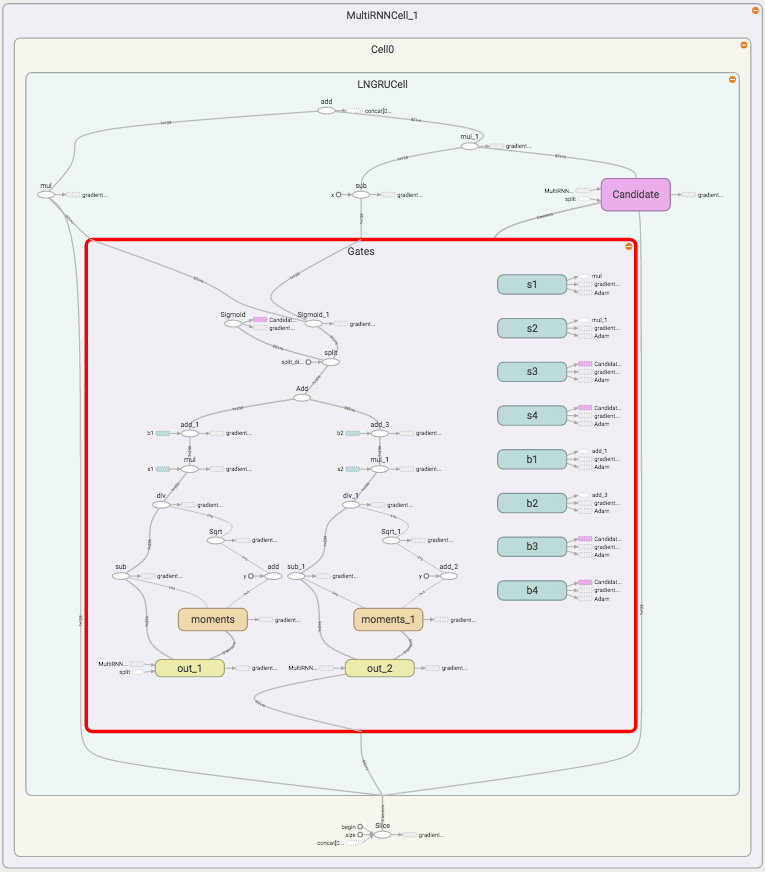 MultiRNNCell_1
Cell0
LNGRUCell
add
concat[0...
mul_1
gradient...
mul
gradient...
x
sub
gradient...
MultiRNN...
split
Candidate
gradient...
Gates
Sigmoid
Candidat...
gradient...
Sigmoid_1
gradient...
split_di...
split
Add
b1
add_1
gradient...
b2
add_3
gradient...
s1
mul
gradient...
s2
mul_1
gradient...
div
gradient...
div_1
gradient...
Sqrt
gradient...
Sqrt_1
gradient...
sub
gradient...
y
add
sub_1
gradient...
y
add_2
moments
gradient...
moments_1
gradient...
MultiRNN...
split
out_1
gradient...
MultiRNN...
out_2
gradient...
s1
mul
gradient...
Adam
s2
mul_1
gradient...
Adam
s3
Candidat...
gradient...
Adam
s4
Candidat...
gradient...
Adam
b1
add_1
gradient...
Adam
b2
add_3
gradient...
Adam
b3
Candidat...
gradient...
Adam
b4
Candidat...
gradient...
Adam
begin
size
concat[0...
Slice
gradient...